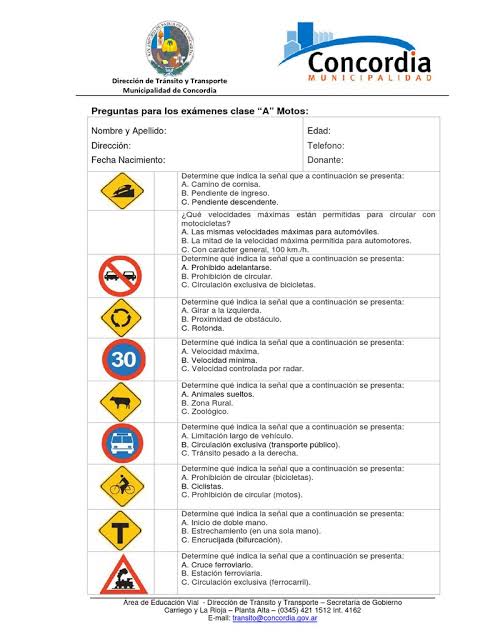 Concordia
MUNICIPALIDAD
Dirección de Tránsito y Transporte
Municipalidad de Concordia
Preguntas para los exámenes clase “A” Motos:
Nombre y Apellido:
Edad:
Dirección:
Telefono:
Fecha Nacimiento:
Donante:
Determine qué indica la señal que a continuación se presenta:
A. Camino de cornisa.
B. Pendiente de ingreso.
C. Pendiente descendente.
¿Qué velocidades máximas están permitidas para circular con
motocicletas?
A. Las mismas velocidades máximas para automóviles.
B. La mitad de la velocidad máxima permitida para automotores.
C. Con carácter general, 100 km./h.
Determine qué indica la señal que a continuación se presenta:
A. Prohibido adelantarse.
B. Prohibición de circular.
C. Circulación exclusiva de bicicletas.
Determine qué indica la señal que a continuación se presenta:
A. Girar a la izquierda.
B. Proximidad de obstáculo.
C. Rotonda.
30
Determine qué indica la señal que a continuación se presenta:
A. Velocidad máxima.
B. Velocidad mínima.
C. Velocidad controlada por radar.
Determine qué indica la señal que a continuación se presenta:
A. Animales sueltos.
B. Zona Rural.
C. Zoológico.
Determine qué indica la señal que a continuación se presenta:
A. Limitación largo de vehículo.
B. Circulación exclusiva (transporte público).
C. Tránsito pesado a la derecha.
Determine qué indica la señal que a continuación se presenta:
A. Prohibición de circular (bicicletas).
B. Ciclistas.
C. Prohibición de circular (motos).
Determine qué indica la señal que a continuación se presenta:
A. Inicio de doble mano.
B. Estrechamiento (en una sola mano).
C. Encrucijada (bifurcación).
Determine qué indica la señal que a continuación se presenta:
A. Cruce ferroviario.
B. Estación ferroviaria.
C. Circulación exclusiva (ferrocarril).
Area de Educación Vial - Dirección de Tránsito y Transporte – Secretaria de Gobierno
Carriego y La Rioja – Planta Alta – (0345) 421 1512 Int. 4162
E-mail: transito@concordia.gov.ar